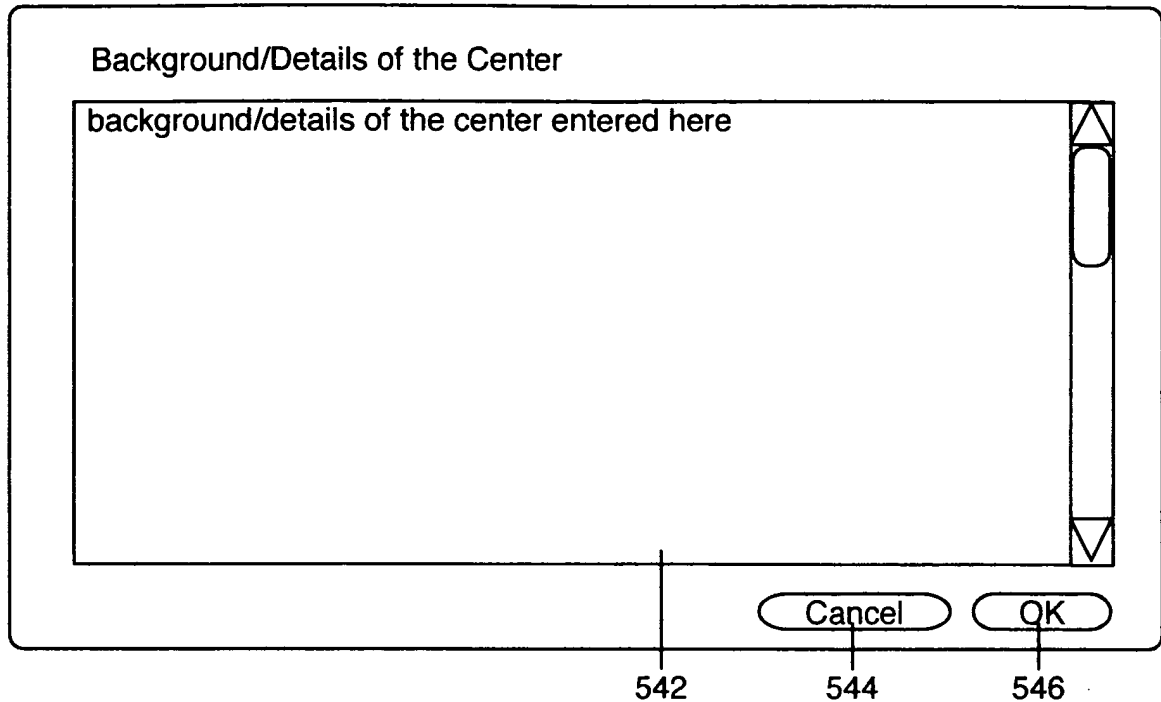 Background/Details of the Center
background/details of the center entered here
Cancel OK
542 544 546